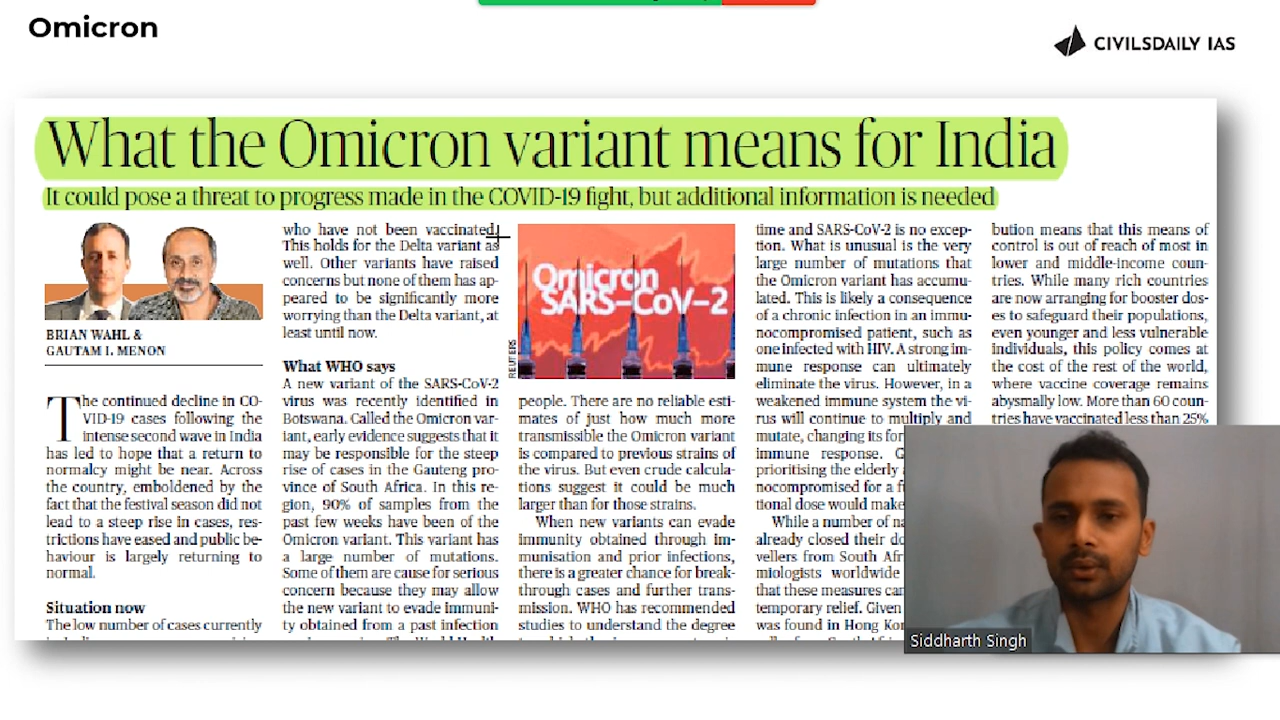 Omicron
CIVILSDAILY IAS
What the Omicron variant means for India
It could pose a threat to progress made in the COVID-19 fight, but additional information is needed
BRIAN WAHL &
GAUTAM I. MENON
The continued decline in CO-
VID-19 cases following the
intense second wave in India
has led to hope that a return to
normalcy might be near. Across
the country, emboldened by the
fact that the festival season did not
lead to a steep rise in cases, res-
trictions have eased and public be-
haviour is largely returning to
normal.
Situation now
The low number of cases currently
who have not been vaccinated.
This holds for the Delta variant as
well. Other variants have raised
concerns but none of them has ap-
peared to be significantly more
worrying than the Delta variant, at
least until now.
What WHO says
A new variant of the SARS-CoV-2
virus was recently identified in
Botswana. Called the Omicron var-
iant, early evidence suggests that it
may be responsible for the steep
rise of cases in the Gauteng pro-
vince of South Africa. In this re-
gion, 90% of samples from the
past few weeks have been of the
Omicron variant. This variant has
a large number of mutations.
Some of them are cause for serious
concern because they may allow
the new variant to evade immuni-
ty obtained from a past infection
Omicron
SARS-CoV-2
REUTERS
people. There are no reliable esti-
mates of just how much more
transmissible the Omicron variant
is compared to previous strains of
the virus. But even crude calcula-
tions suggest it could be much
larger than for those strains.
When new variants can evade
immunity obtained through im-
munisation and prior infections,
there is a greater chance for break-
through cases and further trans-
mission. WHO has recommended
studies to understand the degree
time and SARS-CoV-2 is no excep-
tion. What is unusual is the very
large number of mutations that
the Omicron variant has accumu-
lated. This is likely a consequence
of a chronic infection in an immu-
nocompromised patient, such as
one infected with HIV. A strong im-
mune response can ultimately
eliminate the virus. However, in a
weakened immune system the vi-
rus will continue to multiply and
mutate, changing its for
immune response. G
prioritising the elderly
nocompromised for a f
tional dose would make
While a number of na
already closed their do
vellers from South Afr
miologists worldwide
that these measures can
temporary relief. Given
was found in Hong Kon
bution means that this means of
control is out of reach of most in
lower and middle-income coun-
tries. While many rich countries
are now arranging for booster dos-
es to safeguard their populations,
even younger and less vulnerable
individuals, this policy comes at
the cost of the rest of the world,
where vaccine coverage remains
abysmally low. More than 60 coun-
tries have vaccinated less than 25%
Siddharth Singh